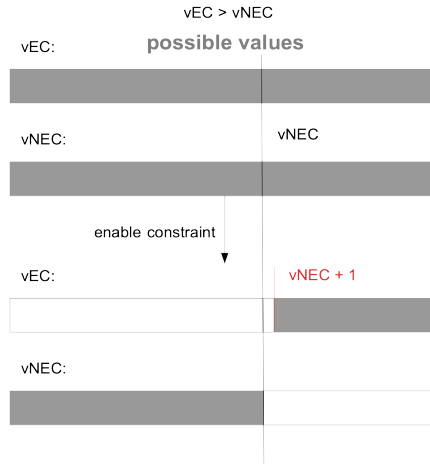 vEC > vNEC
possible values
vEC:
vNEC:
vNEC
enable constraint
vEC:
vNEC + 1
vNEC: